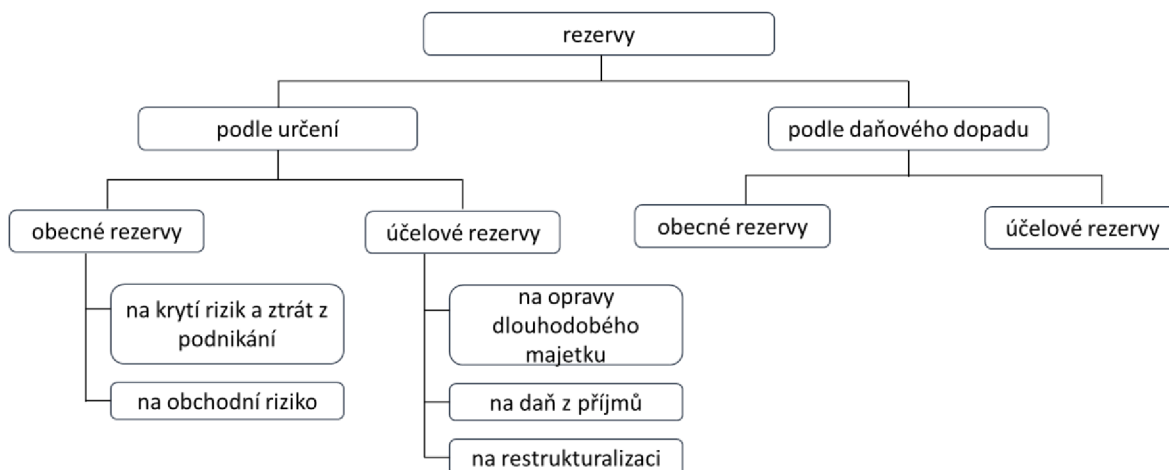 rezervy
podle určení
podle daňového dopadu
obecné rezervy
účelové rezervy
obecné rezervy
účelové rezervy
na krytí rizik a ztrát z
podnikání
na opravy
dlouhodobého
majetku
na obchodní riziko
na daň z příjmů
na restrukturalizaci